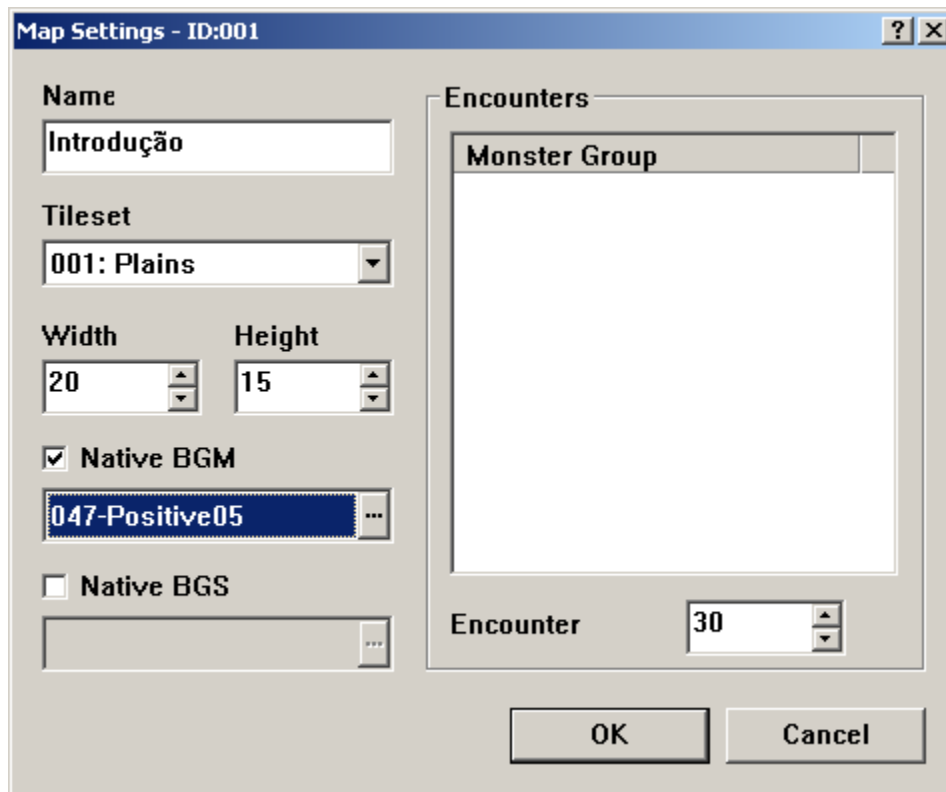 Map Settings - ID:001
Name
Introdução
Tileset
001: Plains
Width Height
20 15
Native BGM
047-Positive05 ...
Native BGS
...
Encounters
Monster Group
Encounter 30
OK Cancel